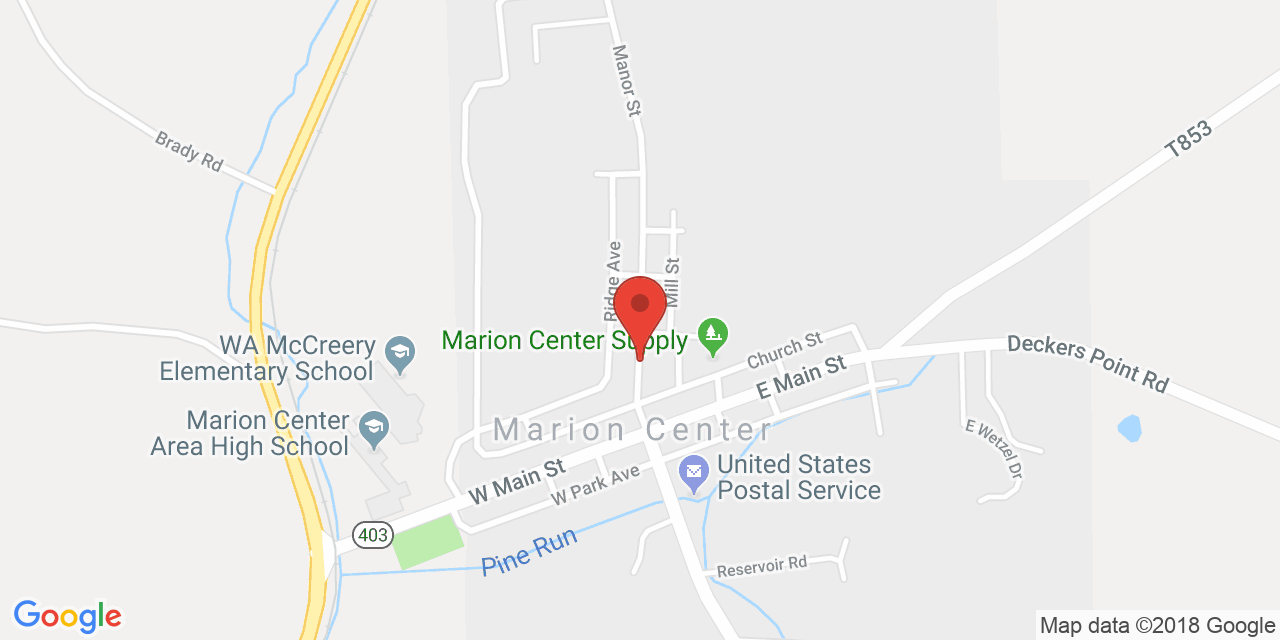 Manor St
T853
Brady Rd
Ridge Ave
Mill St
Marion Center Supply
Church St
WA McCreery
Elementary School
E Main St
Deckers Point Rd
Marion Center
Area High School
Marion Center
E Wetzel Dr
W Main St
W Park Ave
United States
Postal Service
403
Pine Run
Reservoir Rd
Google
Map data ©2018 Google